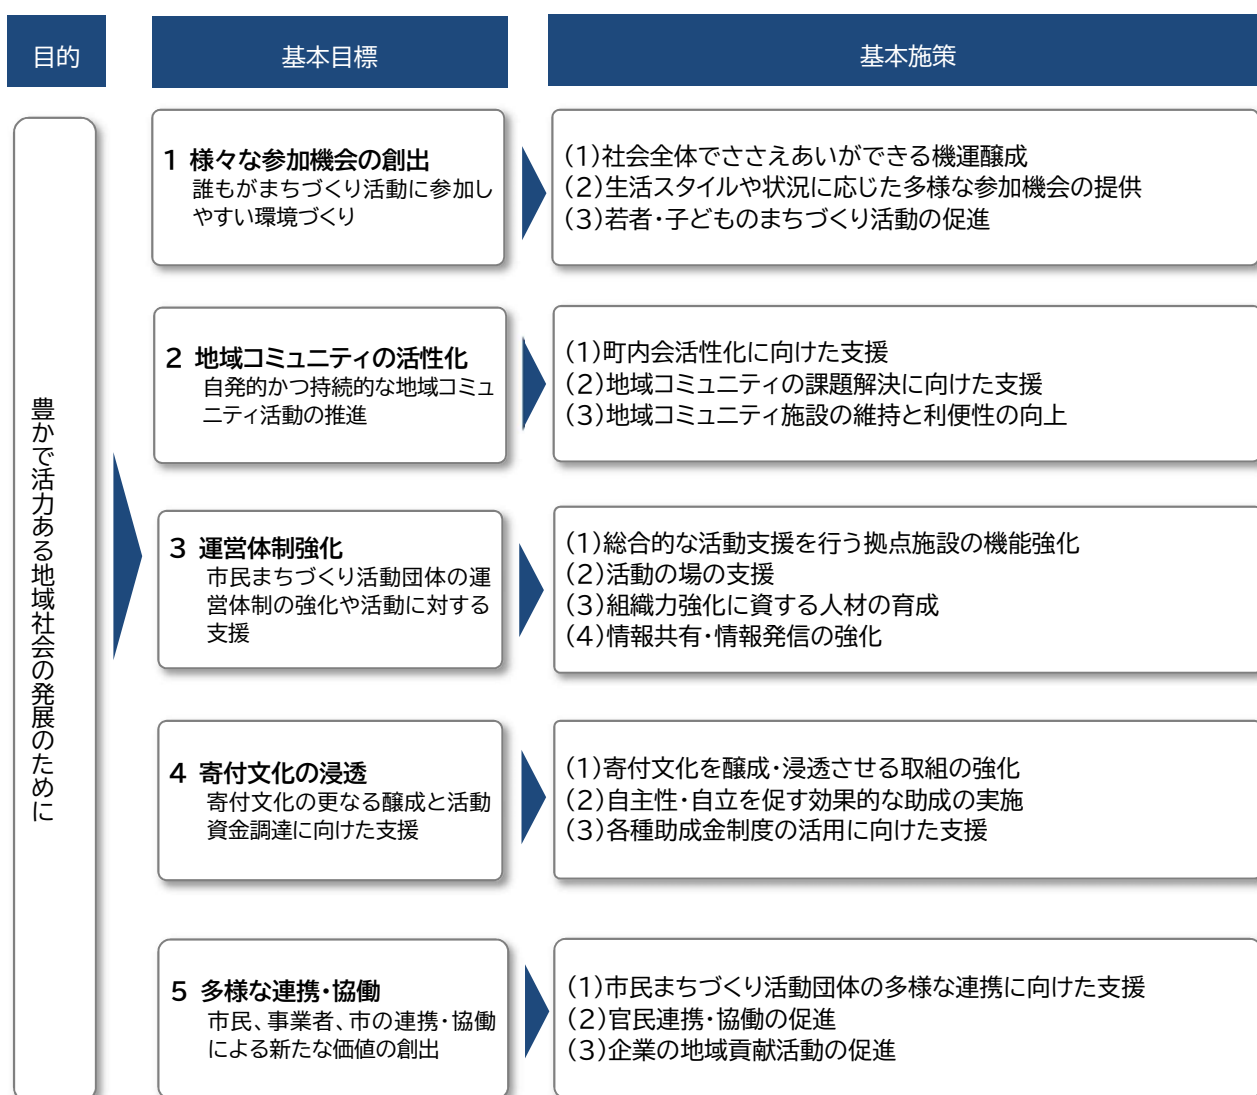 目的
基本目標
基本施策
豊かで活力ある地域社会の発展のために
1 様々な参加機会の創出
誰もがまちづくり活動に参加し
やすい環境づくり
(1)社会全体でささえあいができる機運醸成
(2)生活スタイルや状況に応じた多様な参加機会の提供
(3)若者・子どものまちづくり活動の促進
2 地域コミュニティの活性化
自発的かつ持続的な地域コミュ
ニティ活動の推進
(1)町内会活性化に向けた支援
(2)地域コミュニティの課題解決に向けた支援
(3)地域コミュニティ施設の維持と利便性の向上
3 運営体制強化
市民まちづくり活動団体の運
営体制の強化や活動に対する
支援
(1)総合的な活動支援を行う拠点施設の機能強化
(2)活動の場の支援
(3)組織力強化に資する人材の育成
(4)情報共有・情報発信の強化
4 寄付文化の浸透
寄付文化の更なる醸成と活動
資金調達に向けた支援
(1)寄付文化を醸成・浸透させる取組の強化
(2)自主性・自立を促す効果的な助成の実施
(3)各種助成金制度の活用に向けた支援
5 多様な連携・協働
市民、事業者、市の連携・協働
による新たな価値の創出
(1)市民まちづくり活動団体の多様な連携に向けた支援
(2)官民連携・協働の促進
(3)企業の地域貢献活動の促進